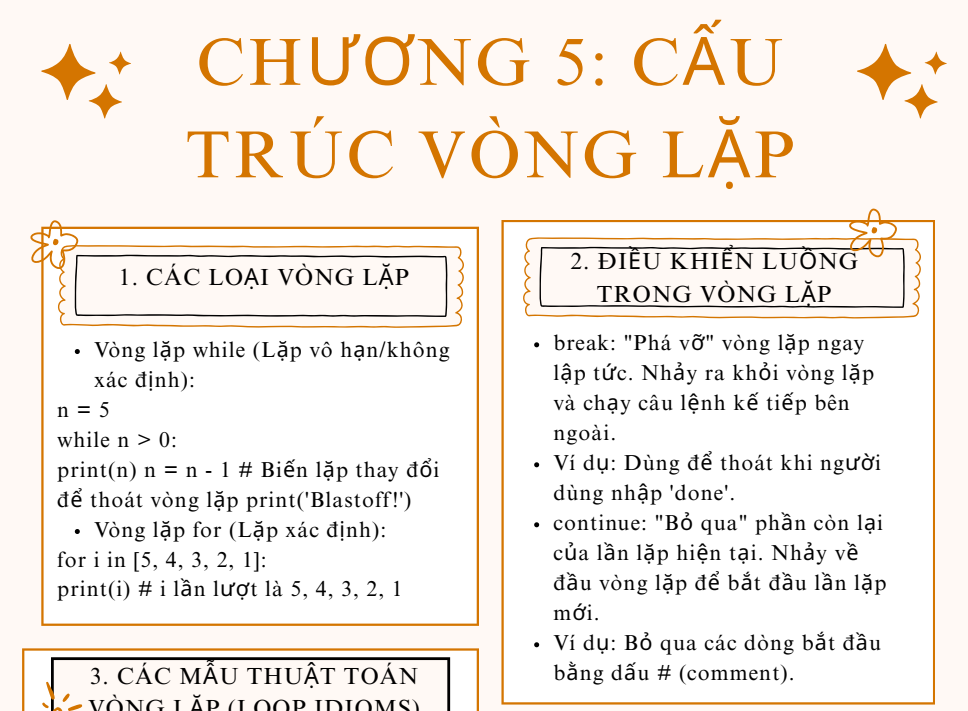 CHƯƠNG 5: CẤU
TRÚC VÒNG LẶP
1. CÁC LOẠI VÒNG LẶP
• Vòng lặp while (Lặp vô hạn/không
xác định):
n = 5
while n > 0:
print(n) n = n - 1 # Biến lặp thay đổi
để thoát vòng lặp print('Blastoff!')
• Vòng lặp for (Lặp xác định):
for i in [5, 4, 3, 2, 1]:
print(i) # i lần lượt là 5, 4, 3, 2, 1
2. ĐIỀU KHIỂN LUỒNG
TRONG VÒNG LẶP
• break: "Phá vỡ" vòng lặp ngay
lập tức. Nhảy ra khỏi vòng lặp
và chạy câu lệnh kế tiếp bên
ngoài.
• Ví dụ: Dùng để thoát khi người
dùng nhập 'done'.
• continue: "Bỏ qua" phần còn lại
của lần lặp hiện tại. Nhảy về
đầu vòng lặp để bắt đầu lần lặp
mới.
• Ví dụ: Bỏ qua các dòng bắt đầu
bằng dấu # (comment).
3. CÁC MẪU THUẬT TOÁN
VÒNG LẶP (LOOP IDIOMS)